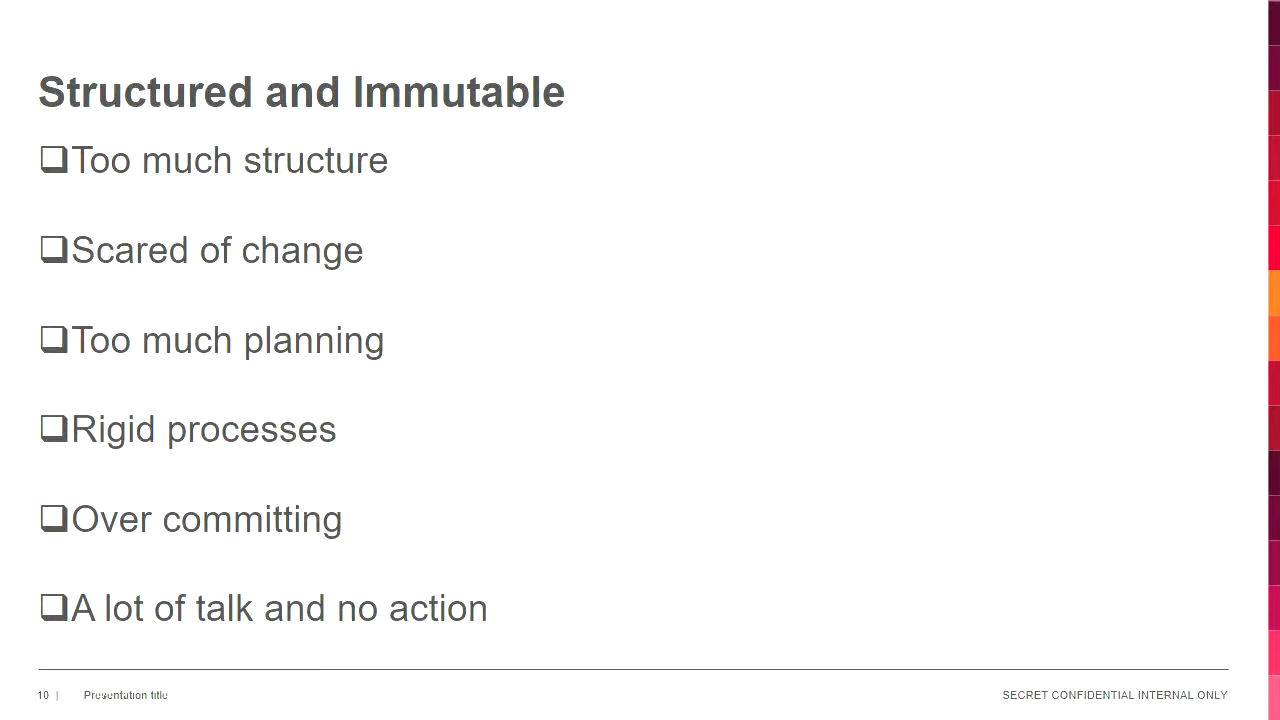 Structured and Immutable
❑Too much structure
❑Scared of change
❑Too much planning
❑Rigid processes
❑Over committing
❑A lot of talk and no action
10 | Presentation title
SECRET CONFIDENTIAL INTERNAL ONLY